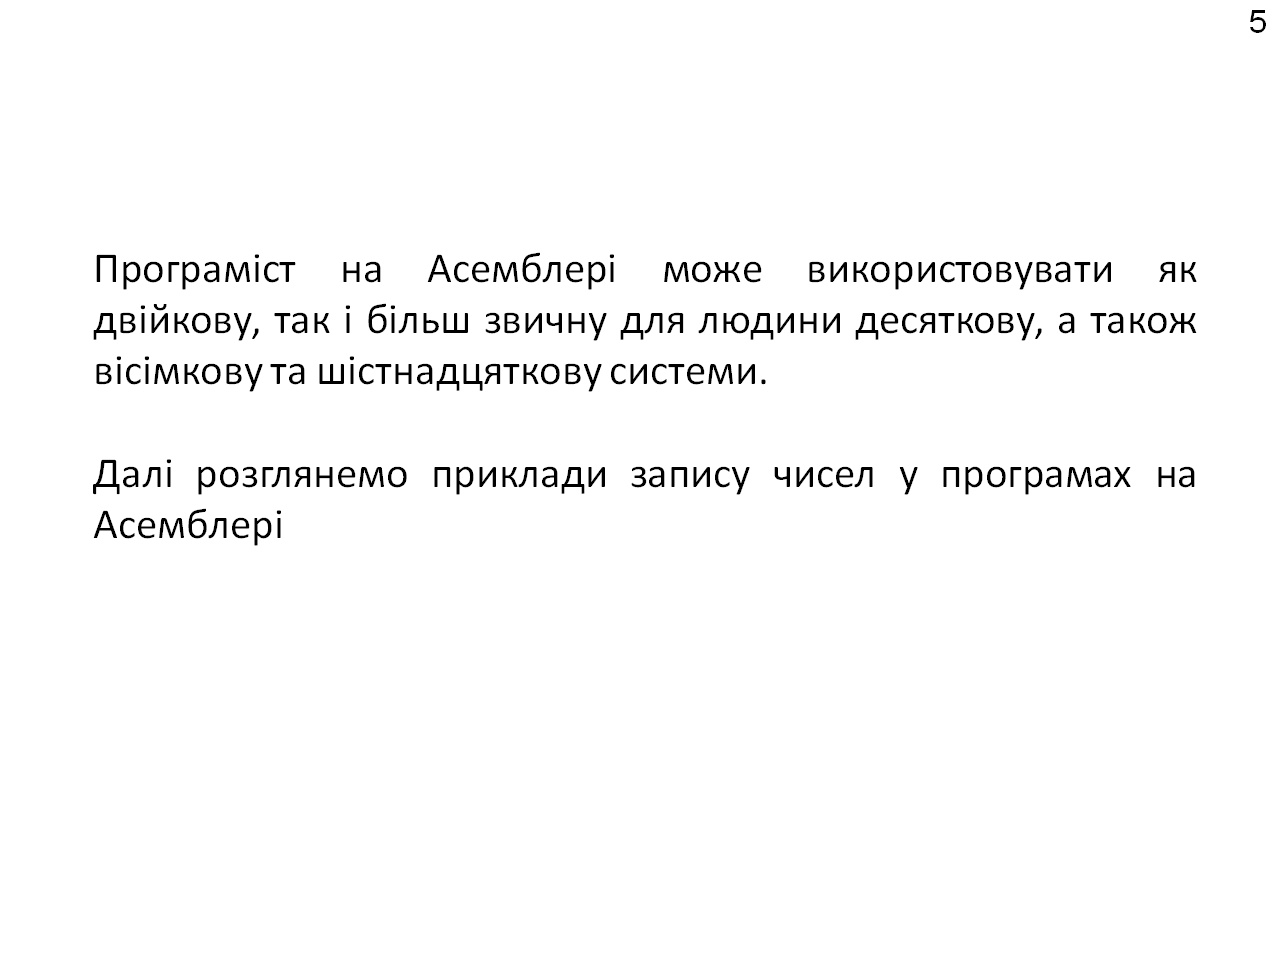 5
Програміст на Асемблері може використовувати як
двійкову, так і більш звичну для людини десяткову, а також
вісімкову та шістнадцяткову системи.
Далі розглянемо приклади запису чисел у програмах на
Асемблері